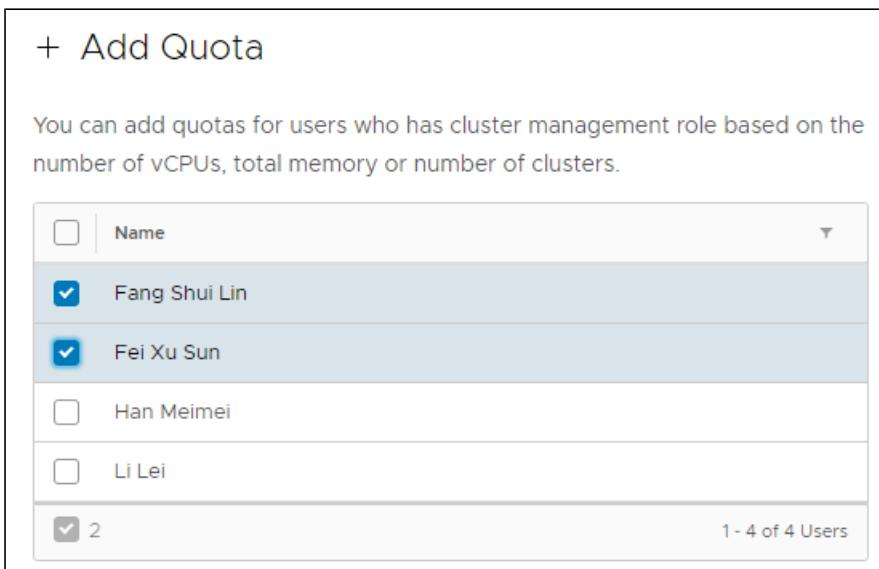 + Add Quota
You can add quotas for users who has cluster management role based on the
number of vCPUs, total memory or number of clusters.
Name
Fang Shui Lin
Fei Xu Sun
Han Meimei
Li Lei
2 1 - 4 of 4 Users